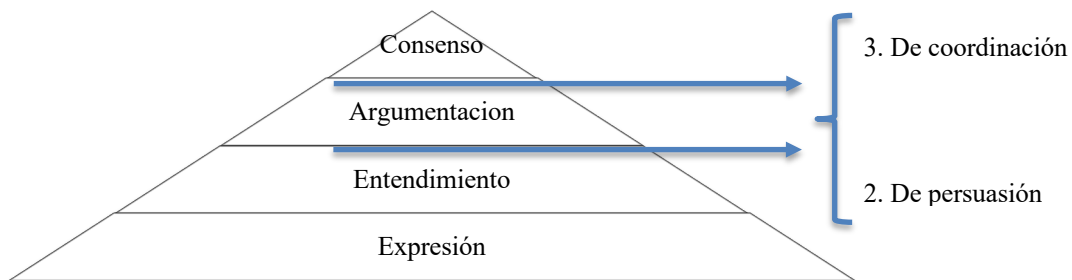 Consenso
3. De coordinación
Argumentacion
Entendimiento
2. De persuasión
Expresión